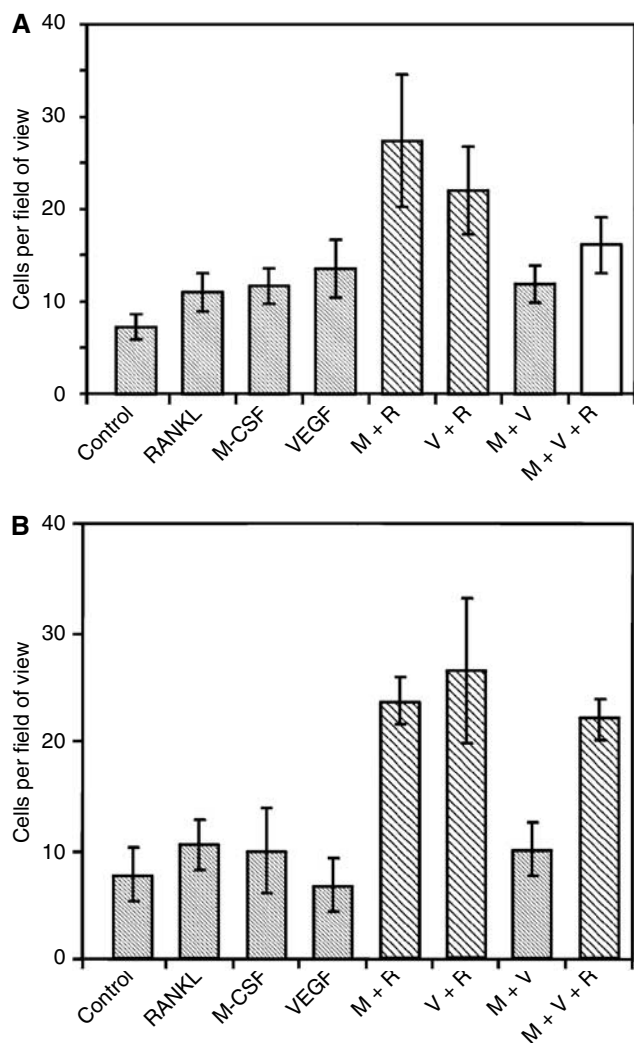 A
40
30
20
10
0
Cells per field of view
Control
RANKL
M-CSF
VEGF
M + R
V + R
M + V
M + V + R
B
40
30
20
10
0
Cells per field of view
Control
RANKL
M-CSF
VEGF
M + R
V + R
M + V
M + V + R